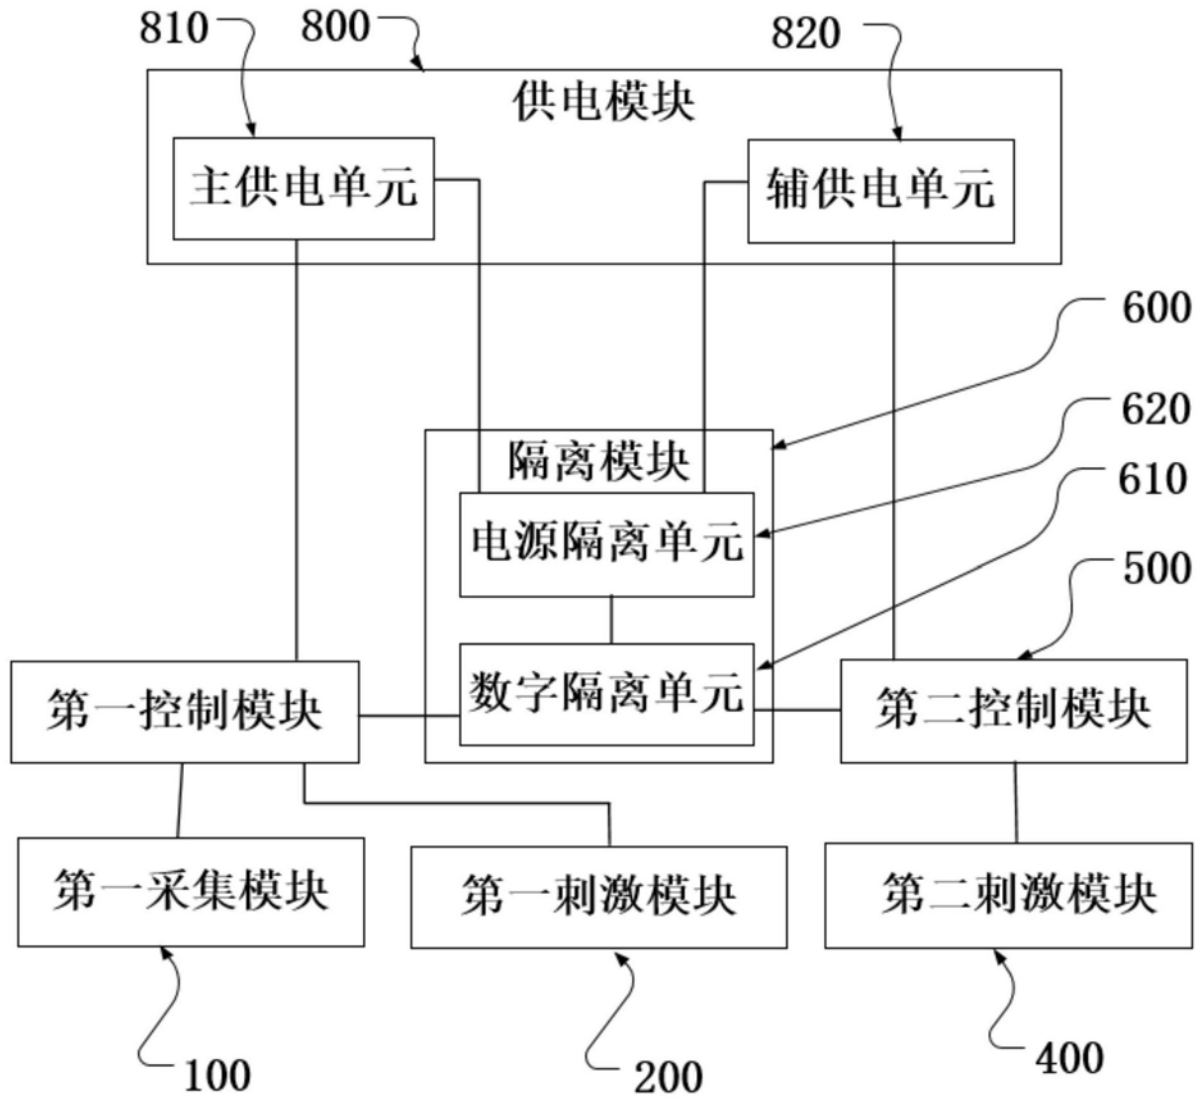 810
800
820
供电模块
主供电单元
辅供电单元
600
隔离模块
620
电源隔离单元
610
500
第一控制模块
数字隔离单元
第二控制模块
第一采集模块
第一刺激模块
第二刺激模块
100
200
400